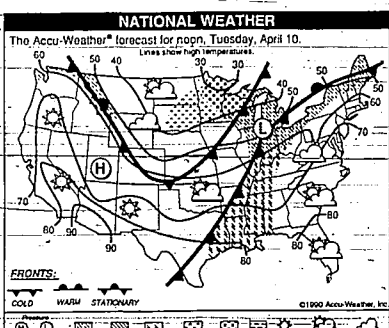 NATIONAL WEATHER
The Accu-Weather® forecast for noon, Tuesday, April 10.
Lines show high temperatures.
60
50
40
30
30
40
50
50
50
60
70
H
L
70
80
90
90
80
80
80
FRONTS:
COLD WARM STATIONARY
©1990 Accu-Weather, Inc.
Pressure
H L